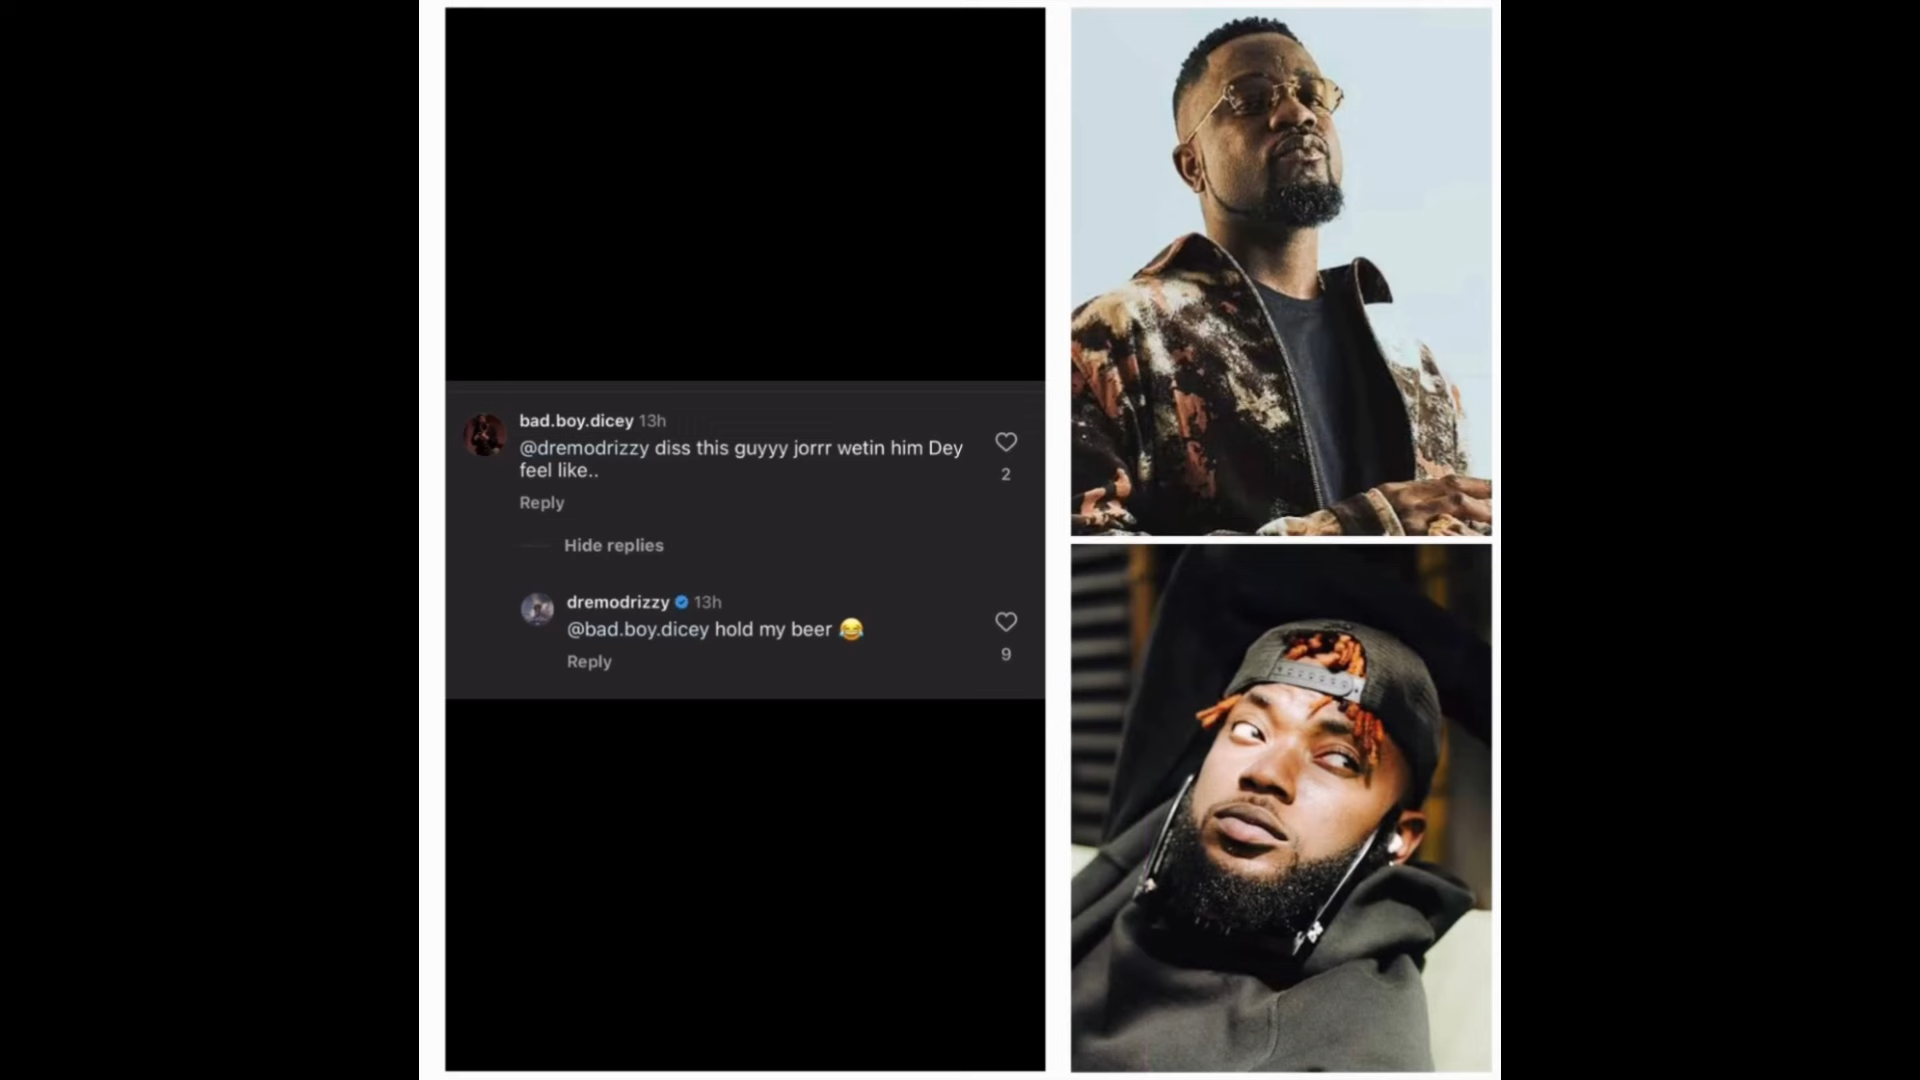 bad.boy.dicey 13h
@dremodrizzy diss this guyyy jorrr wetin him Dey
feel like..
2
Reply
Hide replies
dremodrizzy 13h
@bad.boy.dicey hold my beer 😂
9
Reply